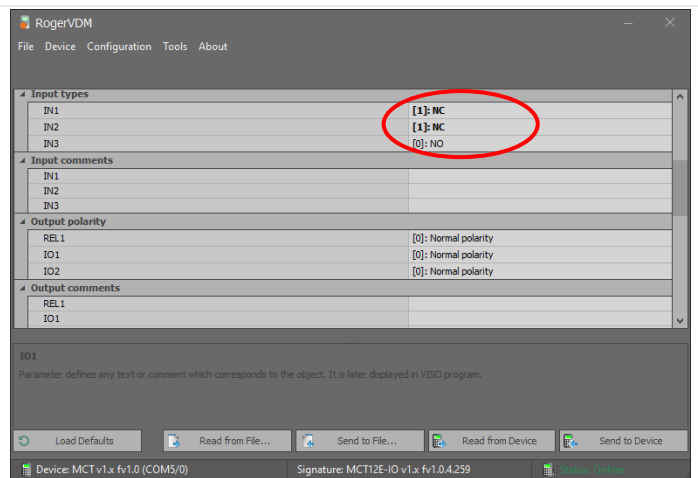 RogerVDM
File Device Configuration Tools About
Input types
IN1 [1]: NC
IN2 [1]: NC
IN3 [0]: NO
Input comments
IN1
IN2
IN3
Output polarity
REL1 [0]: Normal polarity
IO1 [0]: Normal polarity
IO2 [0]: Normal polarity
Output comments
REL1
IO1
IO1
Parameter defines any text or comment which corresponds to the object. It is later displayed in VISO program.
Load Defaults Read from File... Send to File... Read from Device Send to Device
Device: MCT v1.x fv1.0 (COM5/0) Signature: MCT12E-IO v1.x fv1.0.4.259 Status: Online